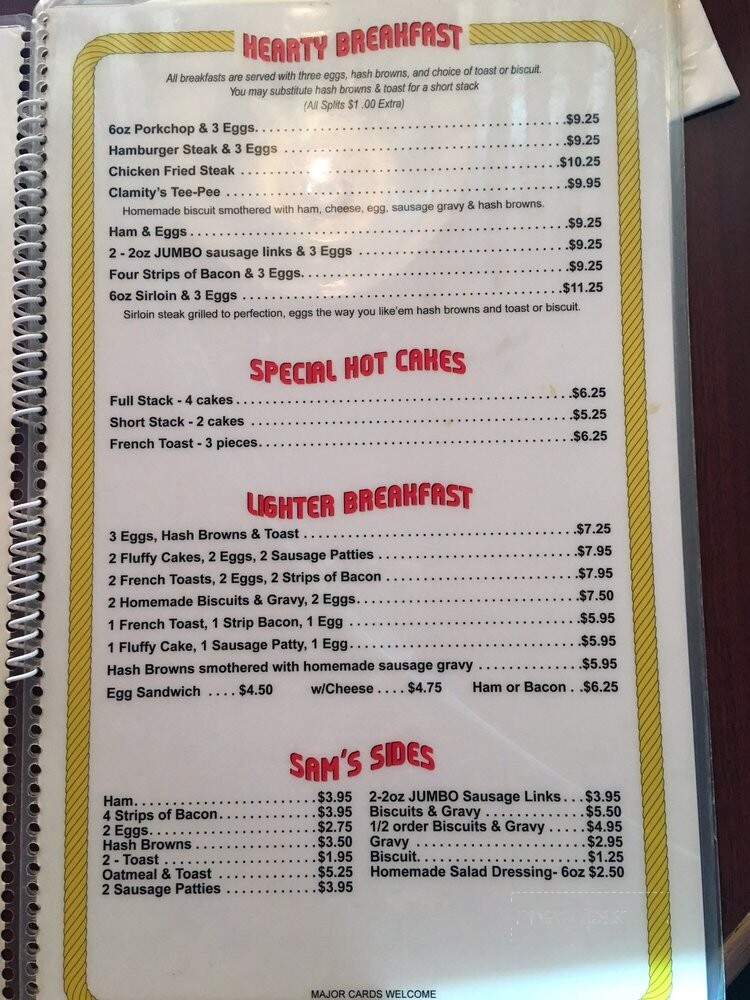 HEARTY BREAKFAST
All breakfasts are served with three eggs, hash browns, and choice of toast or biscuit.
You may substitute hash browns & toast for a short stack
(All Splits $1 .00 Extra)
6oz Porkchop & 3 Eggs. $9.25
Hamburger Steak & 3 Eggs $9.25
Chicken Fried Steak $10.25
Clamity's Tee-Pee $9.95
Homemade biscuit smothered with ham, cheese, egg, sausage gravy & hash browns.
Ham & Eggs $9.25
2 - 2oz JUMBO sausage links & 3 Eggs $9.25
Four Strips of Bacon & 3 Eggs. $9.25
6oz Sirloin & 3 Eggs $11.25
Sirloin steak grilled to perfection, eggs the way you like'em hash browns and toast or biscuit.
SPECIAL HOT CAKES
Full Stack - 4 cakes $6.25
Short Stack - 2 cakes $5.25
French Toast - 3 pieces. $6.25
LIGHTER BREAKFAST
3 Eggs, Hash Browns & Toast $7.25
2 Fluffy Cakes, 2 Eggs, 2 Sausage Patties $7.95
2 French Toasts, 2 Eggs, 2 Strips of Bacon $7.95
2 Homemade Biscuits & Gravy, 2 Eggs. $7.50
1 French Toast, 1 Strip Bacon, 1 Egg $5.95
1 Fluffy Cake, 1 Sausage Patty, 1 Egg. $5.95
Hash Browns smothered with homemade sausage gravy $5.95
Egg Sandwich .... $4.50 w/Cheese .... $4.75 Ham or Bacon . .$6.25
SAM'S SIDES
Ham. $3.95
4 Strips of Bacon. $3.95
2 Eggs. $2.75
Hash Browns $3.50
2 - Toast $1.95
Oatmeal & Toast $5.25
2 Sausage Patties $3.95
2-2oz JUMBO Sausage Links . . . $3.95
Biscuits & Gravy $5.50
1/2 order Biscuits & Gravy $4.95
Gravy $2.95
Biscuit. $1.25
Homemade Salad Dressing- 6oz $2.50
MAJOR CARDS WELCOME